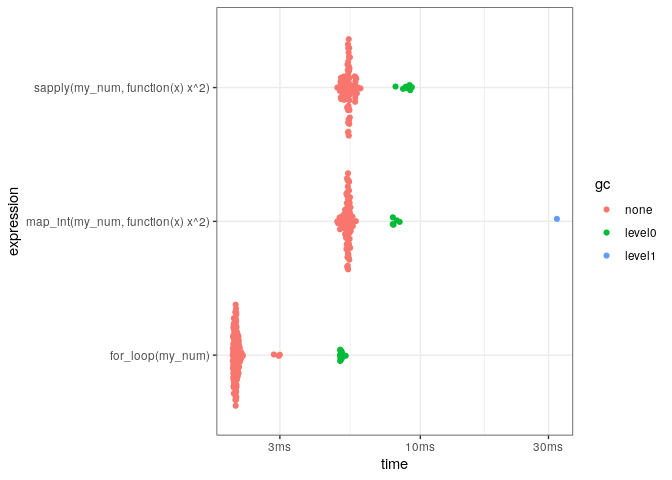 sapply(my_num, function(x) x^2)
map_int(my_num, function(x) x^2)
for_loop(my_num)
expression
3ms
10ms
30ms
time
gc
none
level0
level1